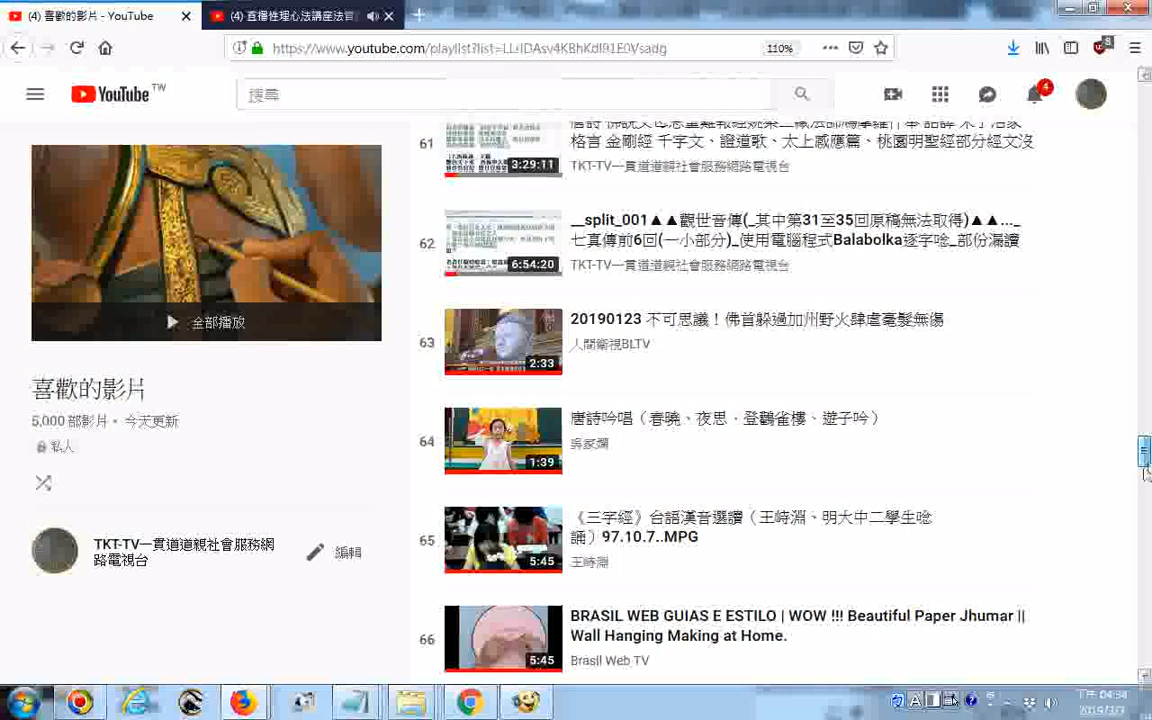 (4) 喜歡的影片 - YouTube
(4) 直播性理心法講座法會
https://www.youtube.com/playlist?list=LLrIDAsv4KBhKdI91E0Vsadg
110%
8
YouTube TW
搜尋
4
全部播放
喜歡的影片
5,000 部影片・今天更新
私人
TKT-TV一貫道道親社會服務網
路電視台
編輯
61
3:29:11
格言 金剛經 千字文、證道歌、太上感應篇、桃園明聖經部分經文沒
TKT-TV一貫道道親社會服務網路電視台
62
6:54:20
__split_001▲▲觀世音傳(_其中第31至35回原稿無法取得)▲▲..._
七真傳前6回(一小部分)_使用電腦程式Balabolka逐字唸_部份漏讀
TKT-TV一貫道道親社會服務網路電視台
63
2:33
20190123 不可思議！佛首躲過加州野火肆虐毫髮無傷
人間衛視BLTV
64
1:39
唐詩吟唱（春曉、夜思．登鸛雀樓、遊子吟）
65
5:45
《三字經》台語漢音選讀（王峙淵、明大中二學生唸
誦）97.10.7..MPG
王峙淵
66
5:45
BRASIL WEB GUIAS E ESTILO | WOW !!! Beautiful Paper Jhumar ||
Wall Hanging Making at Home.
Brasil Web TV
下午 04:34